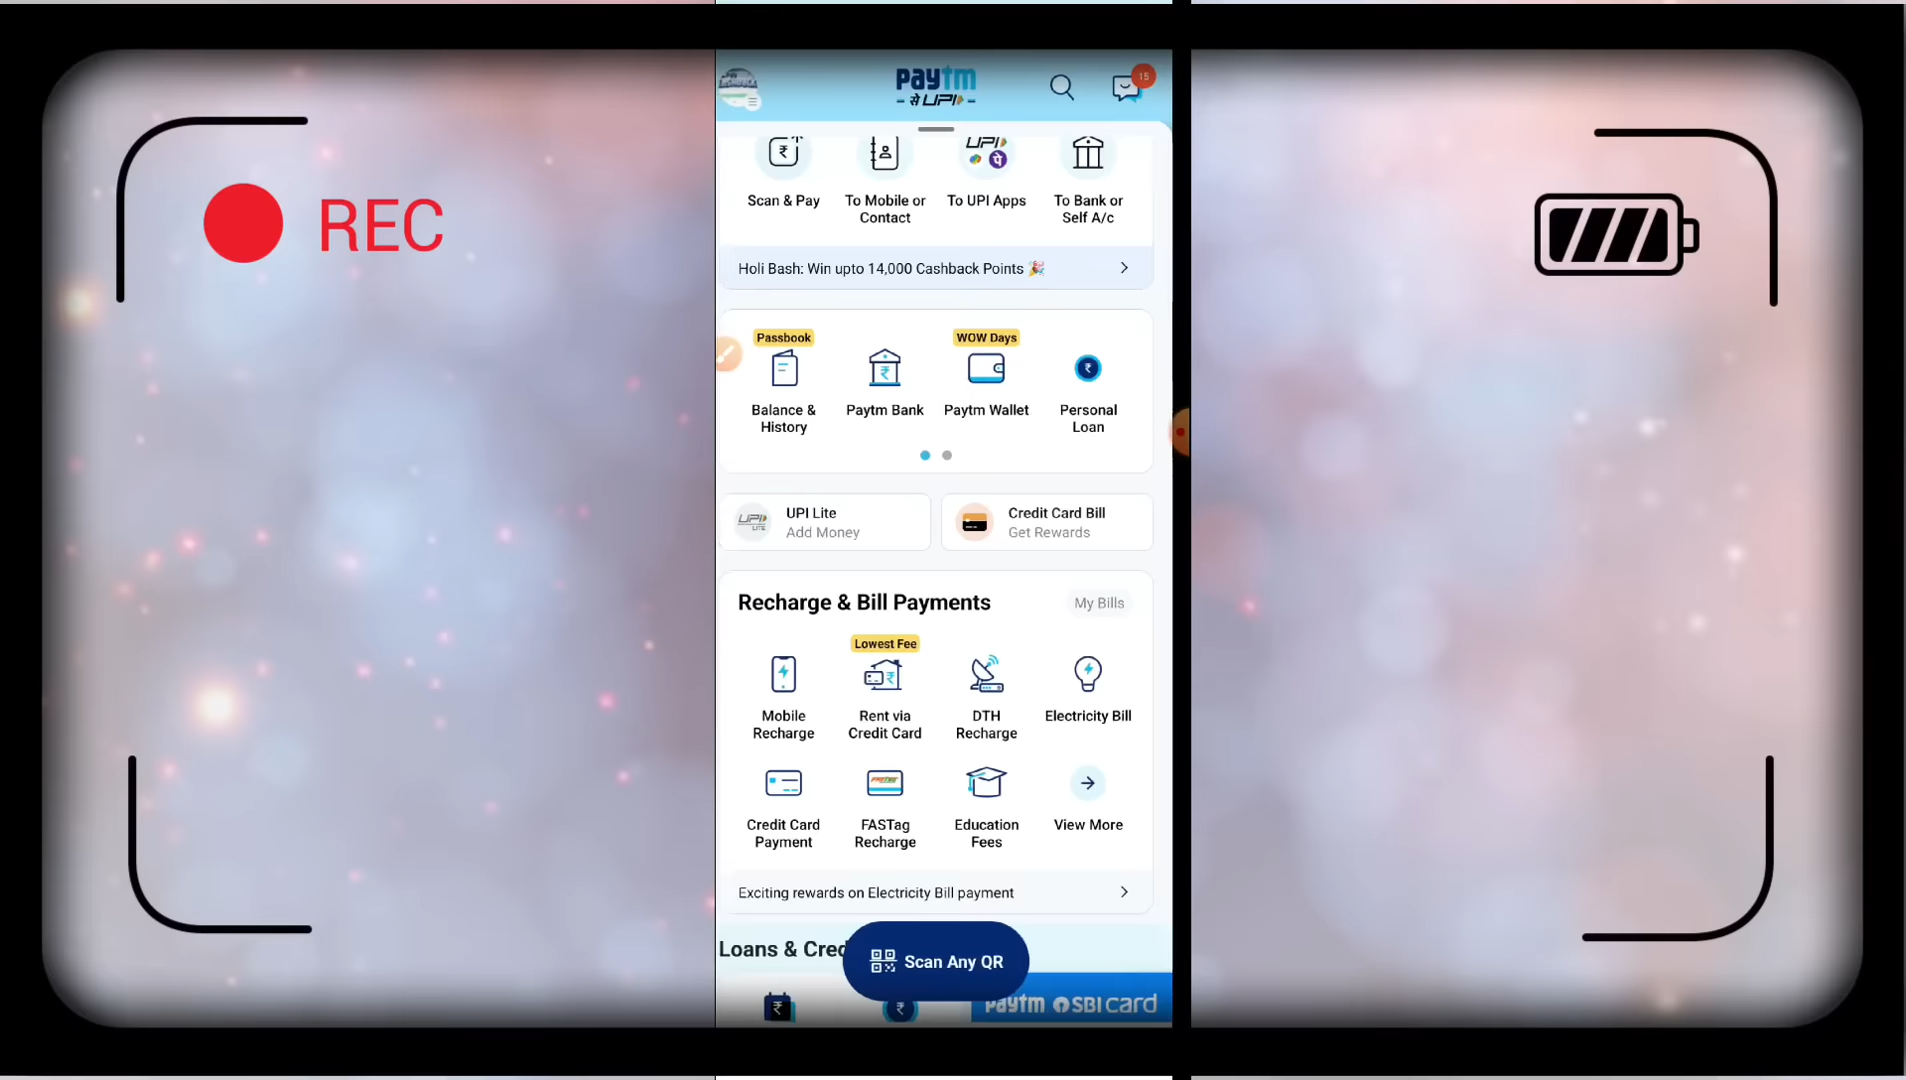 REC
paytm
से UPI
15
UPI
पे
Scan & Pay
To Mobile or
Contact
To UPI Apps
To Bank or
Self A/c
Holi Bash: Win upto 14,000 Cashback Points 🎉
Passbook
Balance &
History
Paytm Bank
WOW Days
Paytm Wallet
Personal
Loan
UPI
LITE
UPI Lite
Add Money
Credit Card Bill
Get Rewards
Recharge & Bill Payments
My Bills
Mobile
Recharge
Lowest Fee
Rent via
Credit Card
DTH
Recharge
Electricity Bill
Credit Card
Payment
FASTag
Recharge
Education
Fees
View More
Exciting rewards on Electricity Bill payment
Loans & Cred
Scan Any QR
paytm SBI card